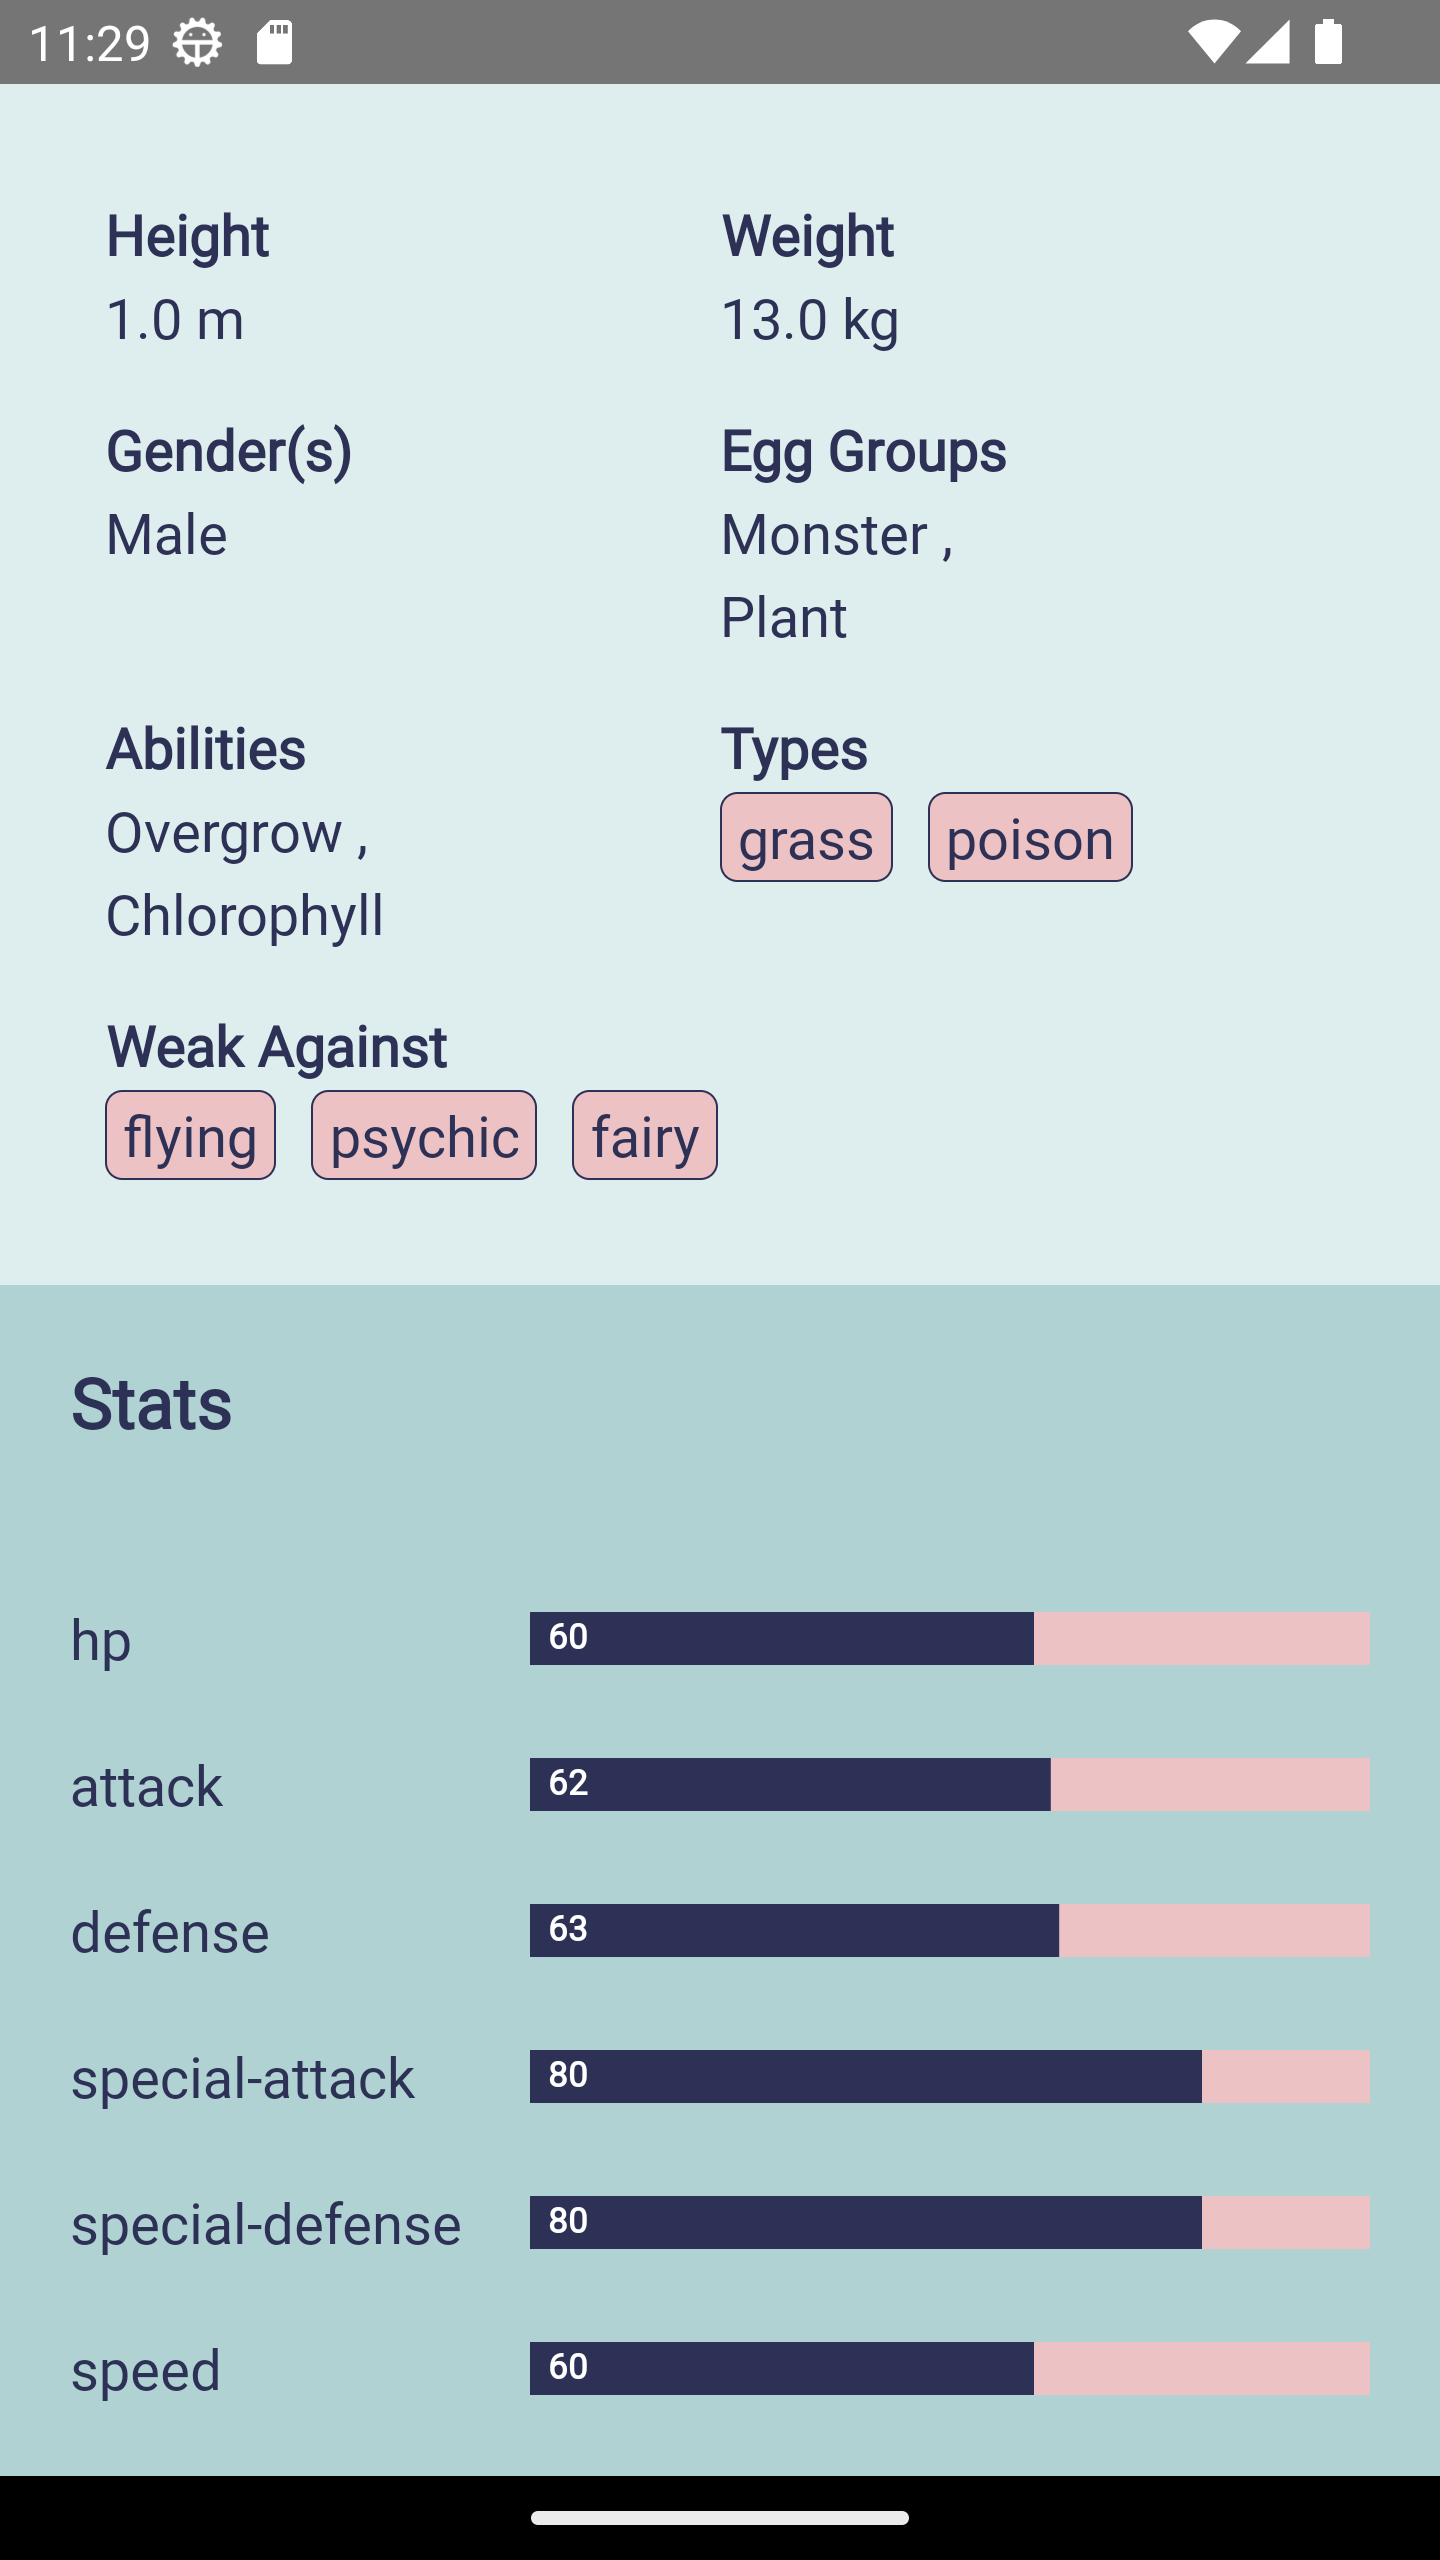 11:29
Height
1.0 m
Weight
13.0 kg
Gender(s)
Male
Egg Groups
Monster ,
Plant
Abilities
Overgrow ,
Chlorophyll
Types
grass poison
Weak Against
flying psychic fairy
Stats
hp 60
attack 62
defense 63
special-attack 80
special-defense 80
speed 60